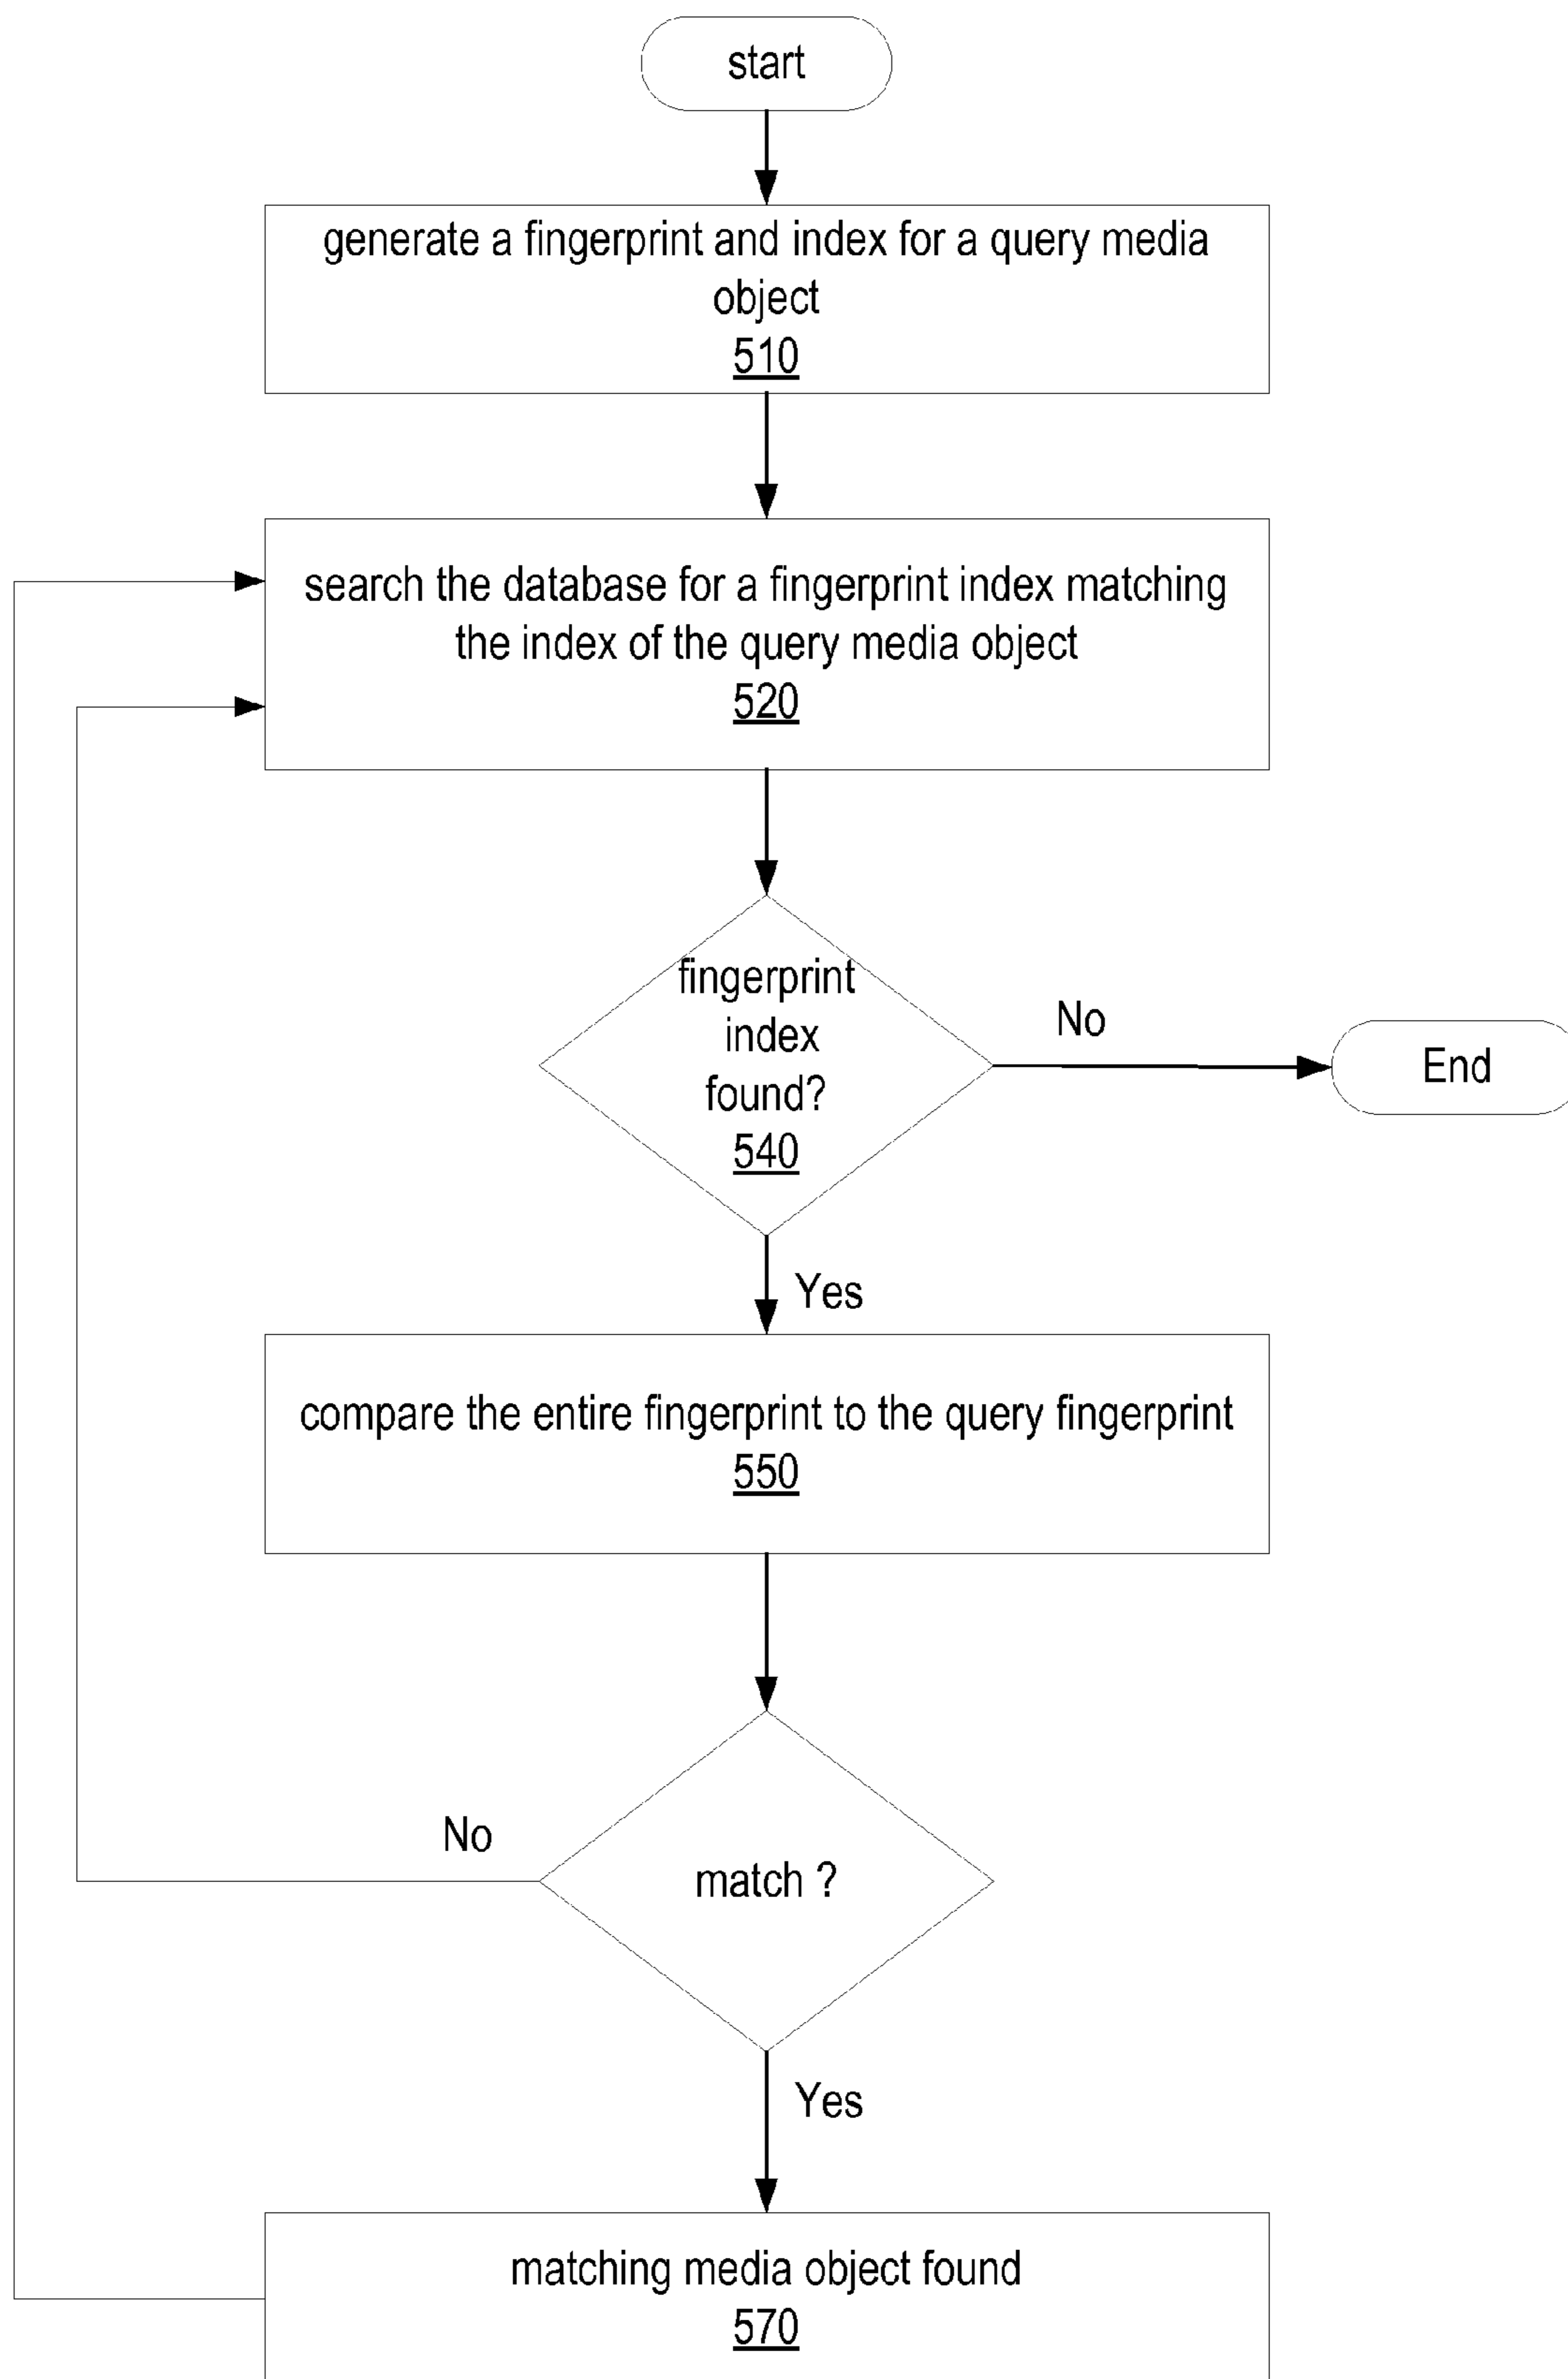 start
generate a fingerprint and index for a query media
object
510
search the database for a fingerprint index matching
the index of the query media object
520
fingerprint
index
found?
540
No
End
Yes
compare the entire fingerprint to the query fingerprint
550
No
match ?
Yes
matching media object found
570